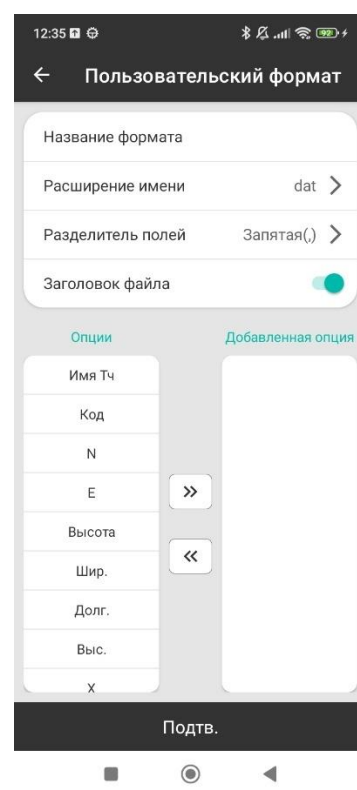 12:35
92
Пользовательский формат
Название формата
Расширение имени dat
Разделитель полей Запятая(,)
Заголовок файла
Опции Добавленная опция
Имя Тч
Код
N
E
Высота
Шир.
Долг.
Выс.
X
Подтв.